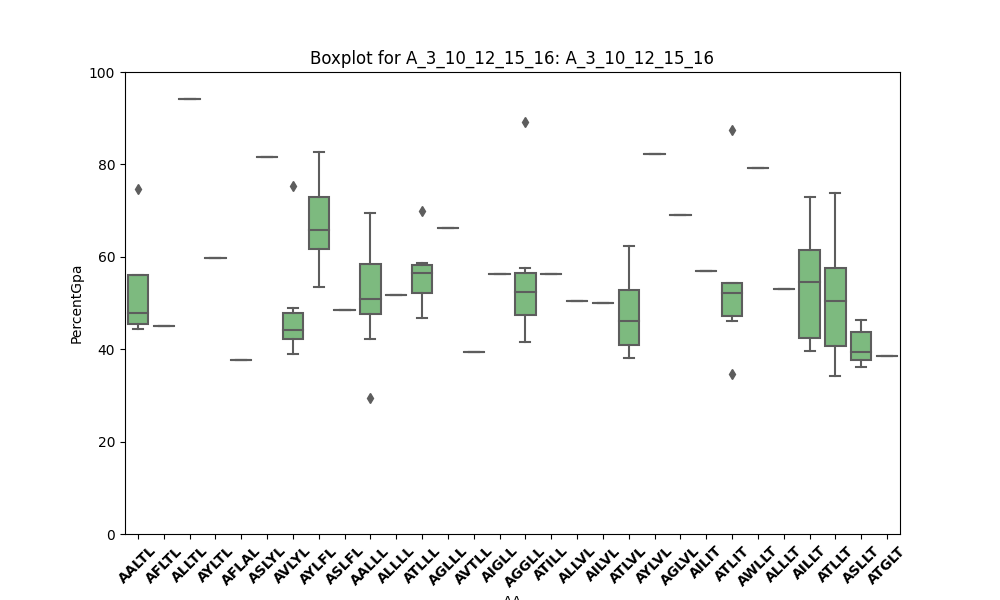 Boxplot for A_3_10_12_15_16: A_3_10_12_15_16
100
80
60
40
20
0
PercentGpa
AALTL
AFLTL
ALLTL
AYLTL
AFLAL
ASLYL
AVLYL
AYLFL
ASLFL
AALLL
ALLLL
ATLLL
AGLLL
AVTLL
AIGLL
AGGLL
ATILL
ALLVL
AILVL
ATLVL
AYLVL
AGLVL
AILIT
ATLIT
AWLLT
ALLLT
AILLT
ATLLT
ASLLT
ATGLT
AA